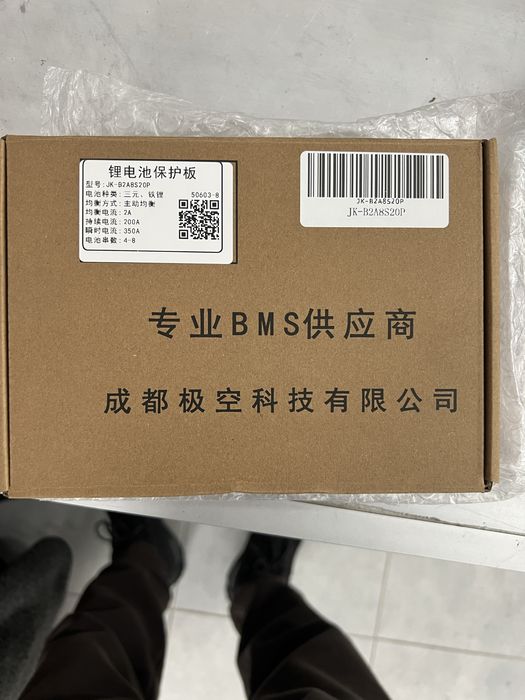 锂电池保护板
型号:JK-B2A8S20P
电池种类: 三元、铁锂
50603-8
均衡方式: 主动均衡
均衡电流: 2A
持续电流: 200A
瞬时电流: 350A
电池串数: 4-8
JK-B2A8S20P
JK-B2A8S20P
专业BMS供应商
成都极空科技有限公司